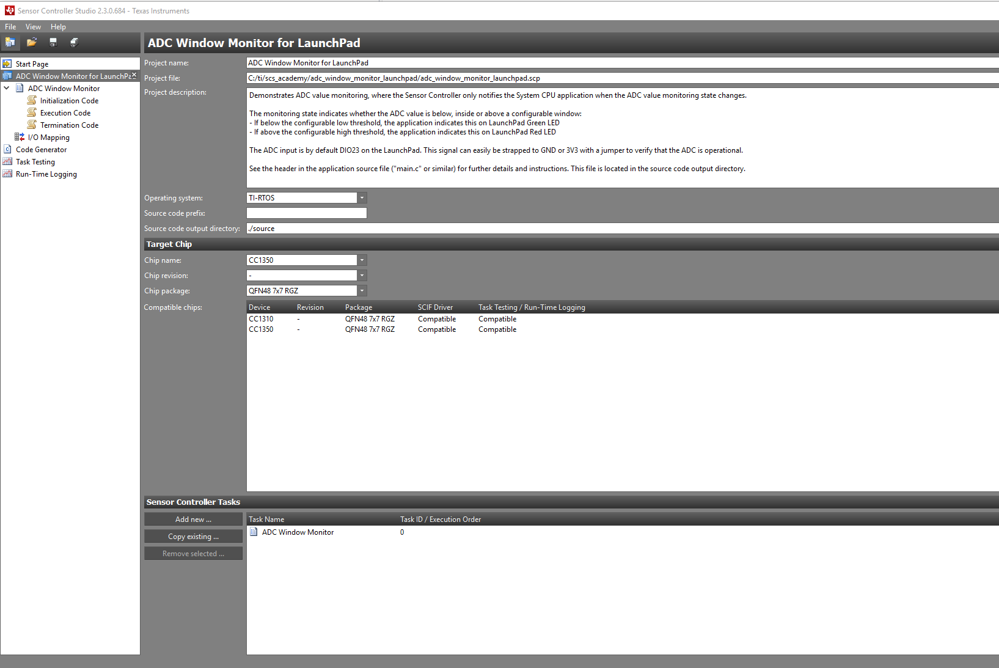 Sensor Controller Studio 2.3.0.684 - Texas Instruments
File View Help
Start Page
ADC Window Monitor for LaunchPa
ADC Window Monitor
Initialization Code
Execution Code
Termination Code
I/O Mapping
Code Generator
Task Testing
Run-Time Logging
ADC Window Monitor for LaunchPad
Project name: ADC Window Monitor for LaunchPad
Project file: C:/ti/scs_academy/adc_window_monitor_launchpad/adc_window_monitor_launchpad.scp
Project description:
Demonstrates ADC value monitoring, where the Sensor Controller only notifies the System CPU application when the ADC value monitoring state changes.
The monitoring state indicates whether the ADC value is below, inside or above a configurable window:
- If below the configurable low threshold, the application indicates this on LaunchPad Green LED
- If above the configurable high threshold, the application indicates this on LaunchPad Red LED
The ADC input is by default DIO23 on the LaunchPad. This signal can easily be strapped to GND or 3V3 with a jumper to verify that the ADC is operational.
See the header in the application source file ("main.c" or similar) for further details and instructions. This file is located in the source code output directory.
Operating system: TI-RTOS
Source code prefix:
Source code output directory: ./source
Target Chip
Chip name: CC1350
Chip revision: -
Chip package: QFN48 7x7 RGZ
Compatible chips:
Device Revision Package SCIF Driver Task Testing / Run-Time Logging
CC1310 - QFN48 7x7 RGZ Compatible Compatible
CC1350 - QFN48 7x7 RGZ Compatible Compatible
Sensor Controller Tasks
Add new ...
Copy existing ...
Remove selected ...
Task Name Task ID / Execution Order
ADC Window Monitor 0